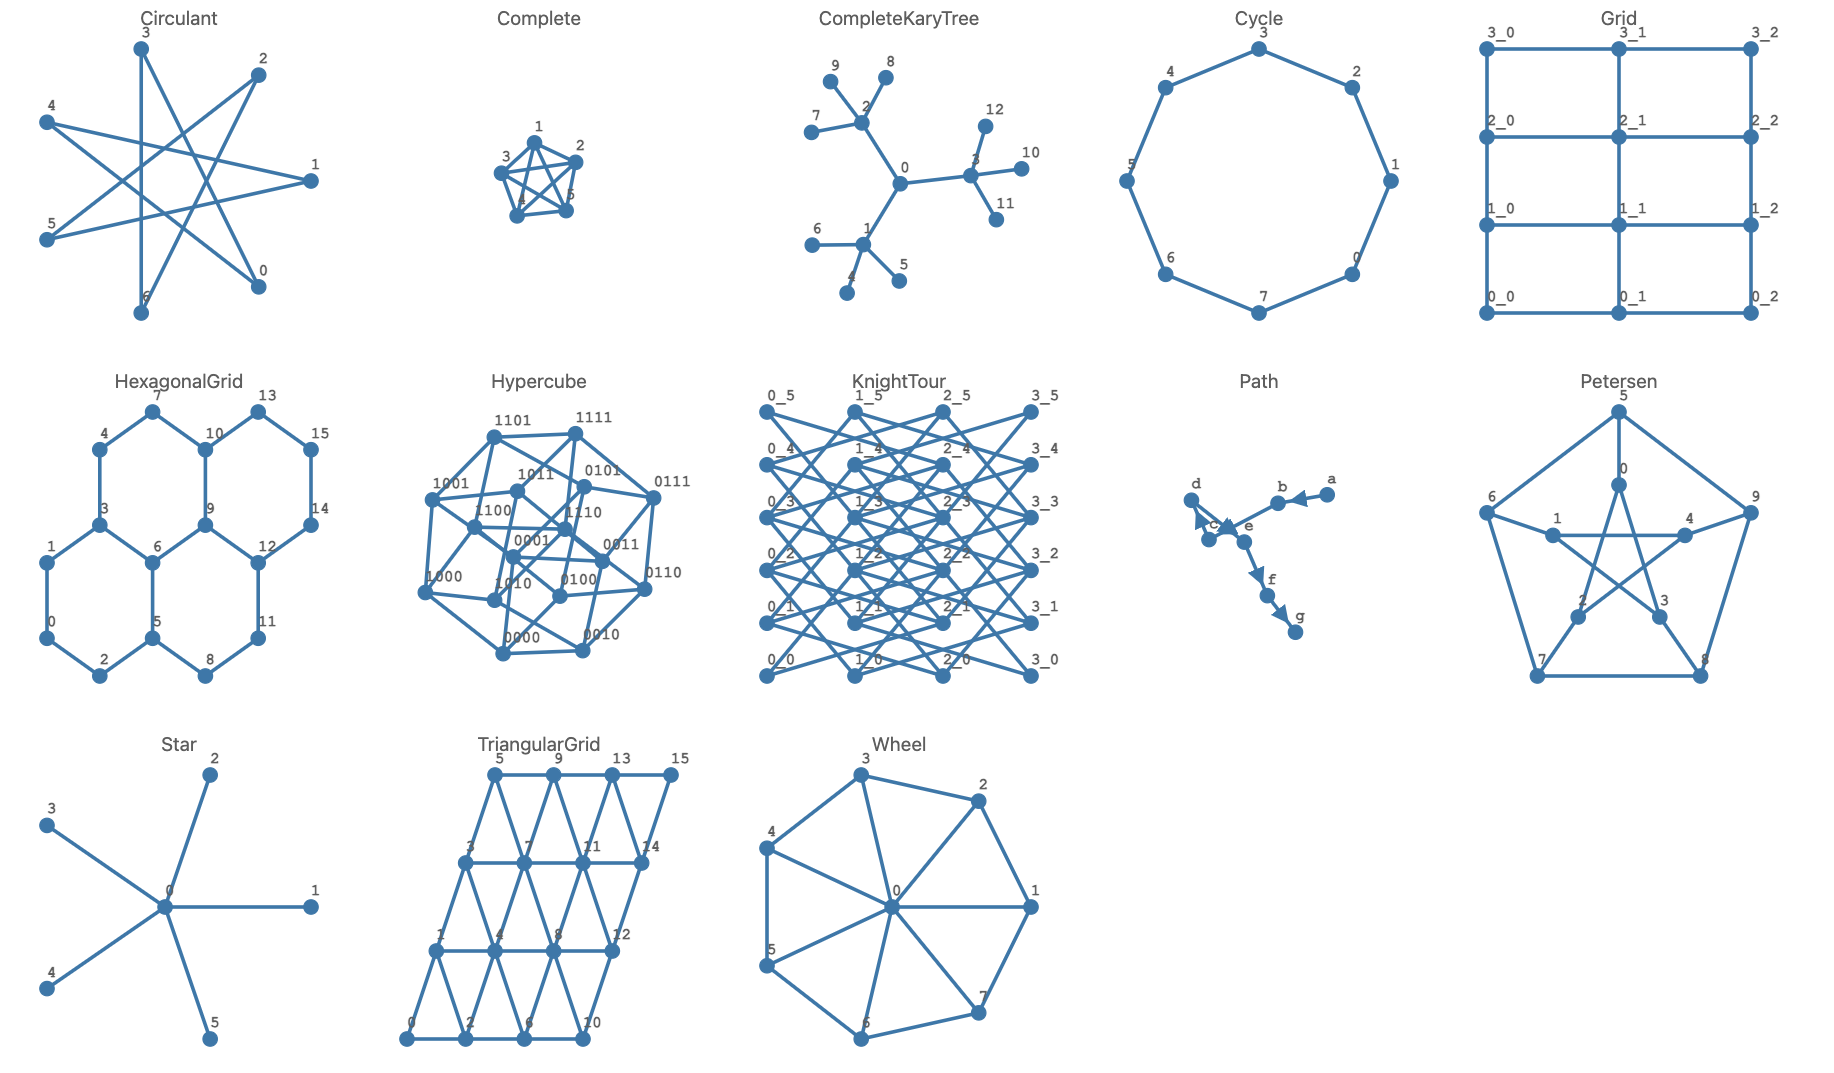 Circulant
3
2
4
1
5
0
6
Complete
1
2
3
5
4
CompleteKaryTree
9
8
7
2
12
10
3
0
11
6
1
5
4
Cycle
3
4
2
5
1
6
0
7
Grid
3_0 3_1 3_2
2_0 2_1 2_2
1_0 1_1 1_2
0_0 0_1 0_2
HexagonalGrid
7 13
4 10 15
3 9 14
1 6 12
0 5 11
2 8
Hypercube
1101 1111
1001 1011 0101 0111
1100 1110
0001 0011
1000 1010 0100 0110
0000 0010
KnightTour
0_5 1_5 2_5 3_5
0_4 1_4 2_4 3_4
0_3 1_3 2_3 3_3
0_2 1_2 2_2 3_2
0_1 1_1 2_1 3_1
0_0 1_0 2_0 3_0
Path
d b a
c e
f
g
Petersen
5
0
6 9
1 4
2 3
7 8
Star
2
3
0 1
4
5
TriangularGrid
5 9 13 15
3 7 11 14
1 4 8 12
0 2 6 10
Wheel
3
2
4
0 1
5
7
6